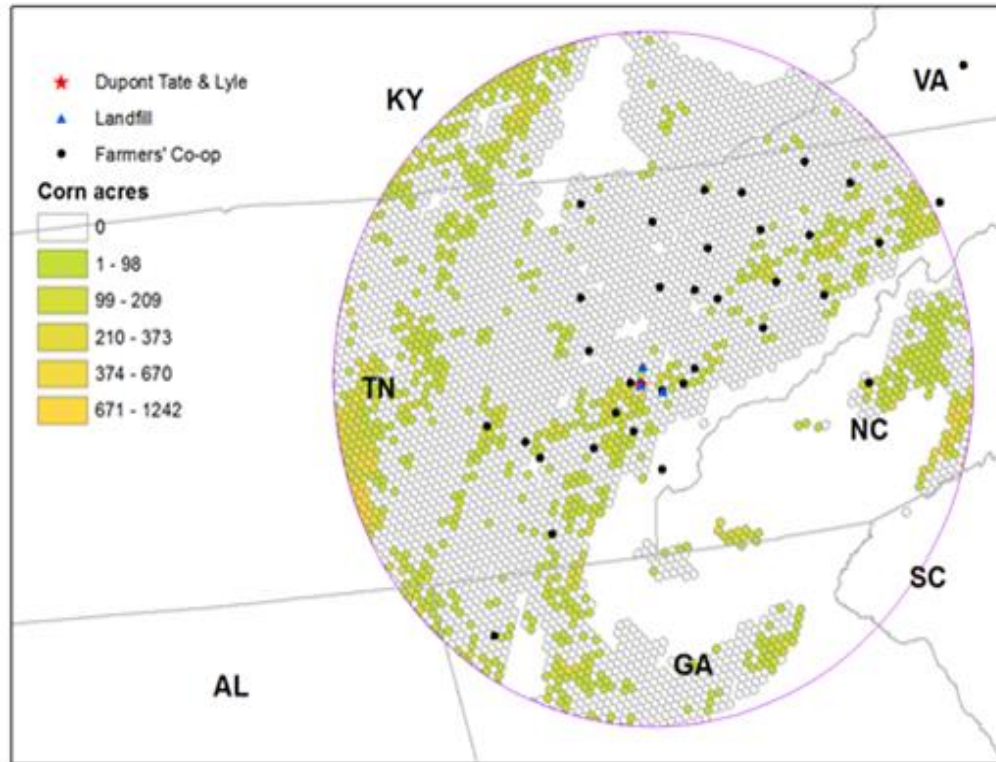 Dupont Tate & Lyle
Landfill
Farmers' Co-op
Corn acres
0
1 - 98
99 - 209
210 - 373
374 - 670
671 - 1242
KY
VA
TN
NC
SC
GA
AL